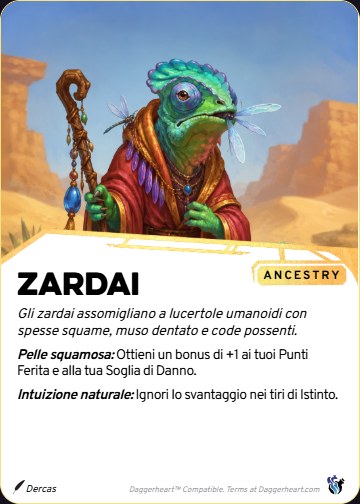 ZARDAI
ANCESTRY
Gli zardai assomigliano a lucertole umanoidi con
spesse squame, muso dentato e code possenti.
Pelle squamosa: Ottieni un bonus di +1 ai tuoi Punti
Ferita e alla tua Soglia di Danno.
Intuizione naturale: Ignori lo svantaggio nei tiri di Istinto.
Dercas
Daggerheart™ Compatible. Terms at Daggerheart.com